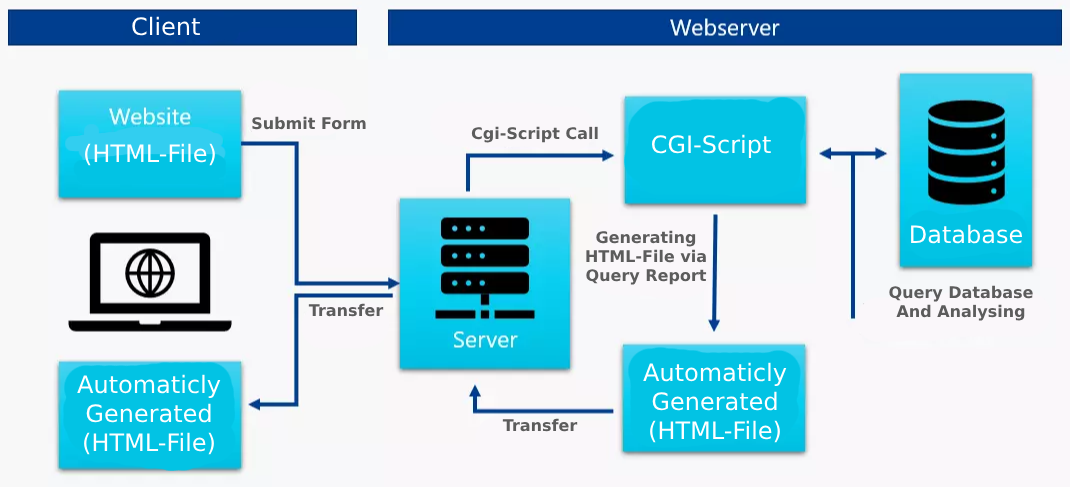 Client
Webserver
Website
(HTML-File)
Submit Form
Cgi-Script Call
CGI-Script
Database
Generating
HTML-File via
Query Report
Query Database
And Analysing
Transfer
Server
Automaticly
Generated
(HTML-File)
Transfer
Automaticly
Generated
(HTML-File)